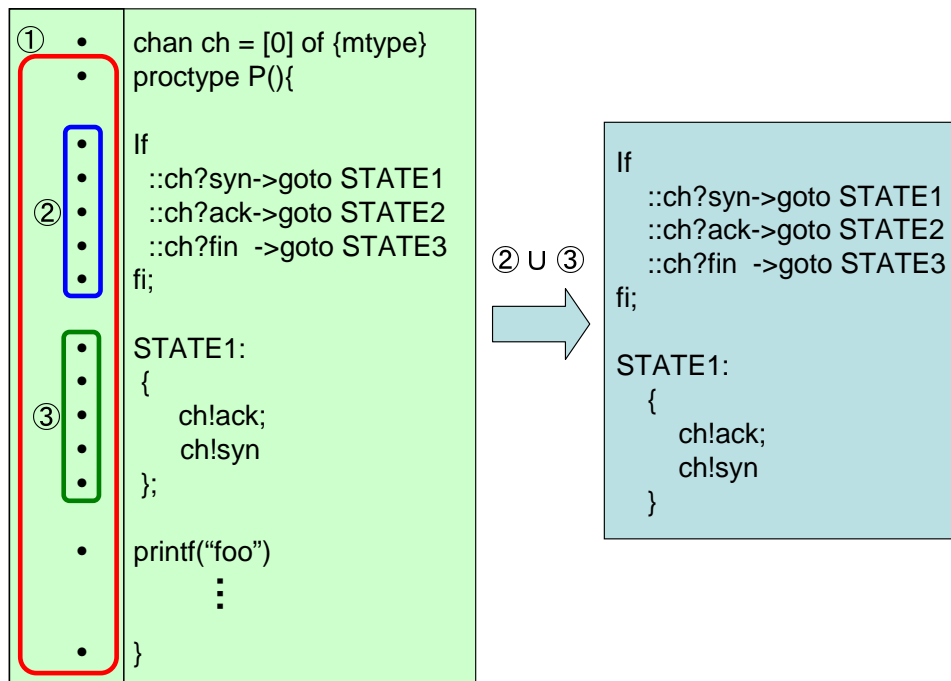 ①
chan ch = [0] of {mtype}
proctype P(){
If
::ch?syn->goto STATE1
::ch?ack->goto STATE2
::ch?fin ->goto STATE3
fi;
②
STATE1:
{
ch!ack;
ch!syn
};
③
printf(“foo”)
⋮
}
② ∪ ③
If
::ch?syn->goto STATE1
::ch?ack->goto STATE2
::ch?fin ->goto STATE3
fi;
STATE1:
{
ch!ack;
ch!syn
}